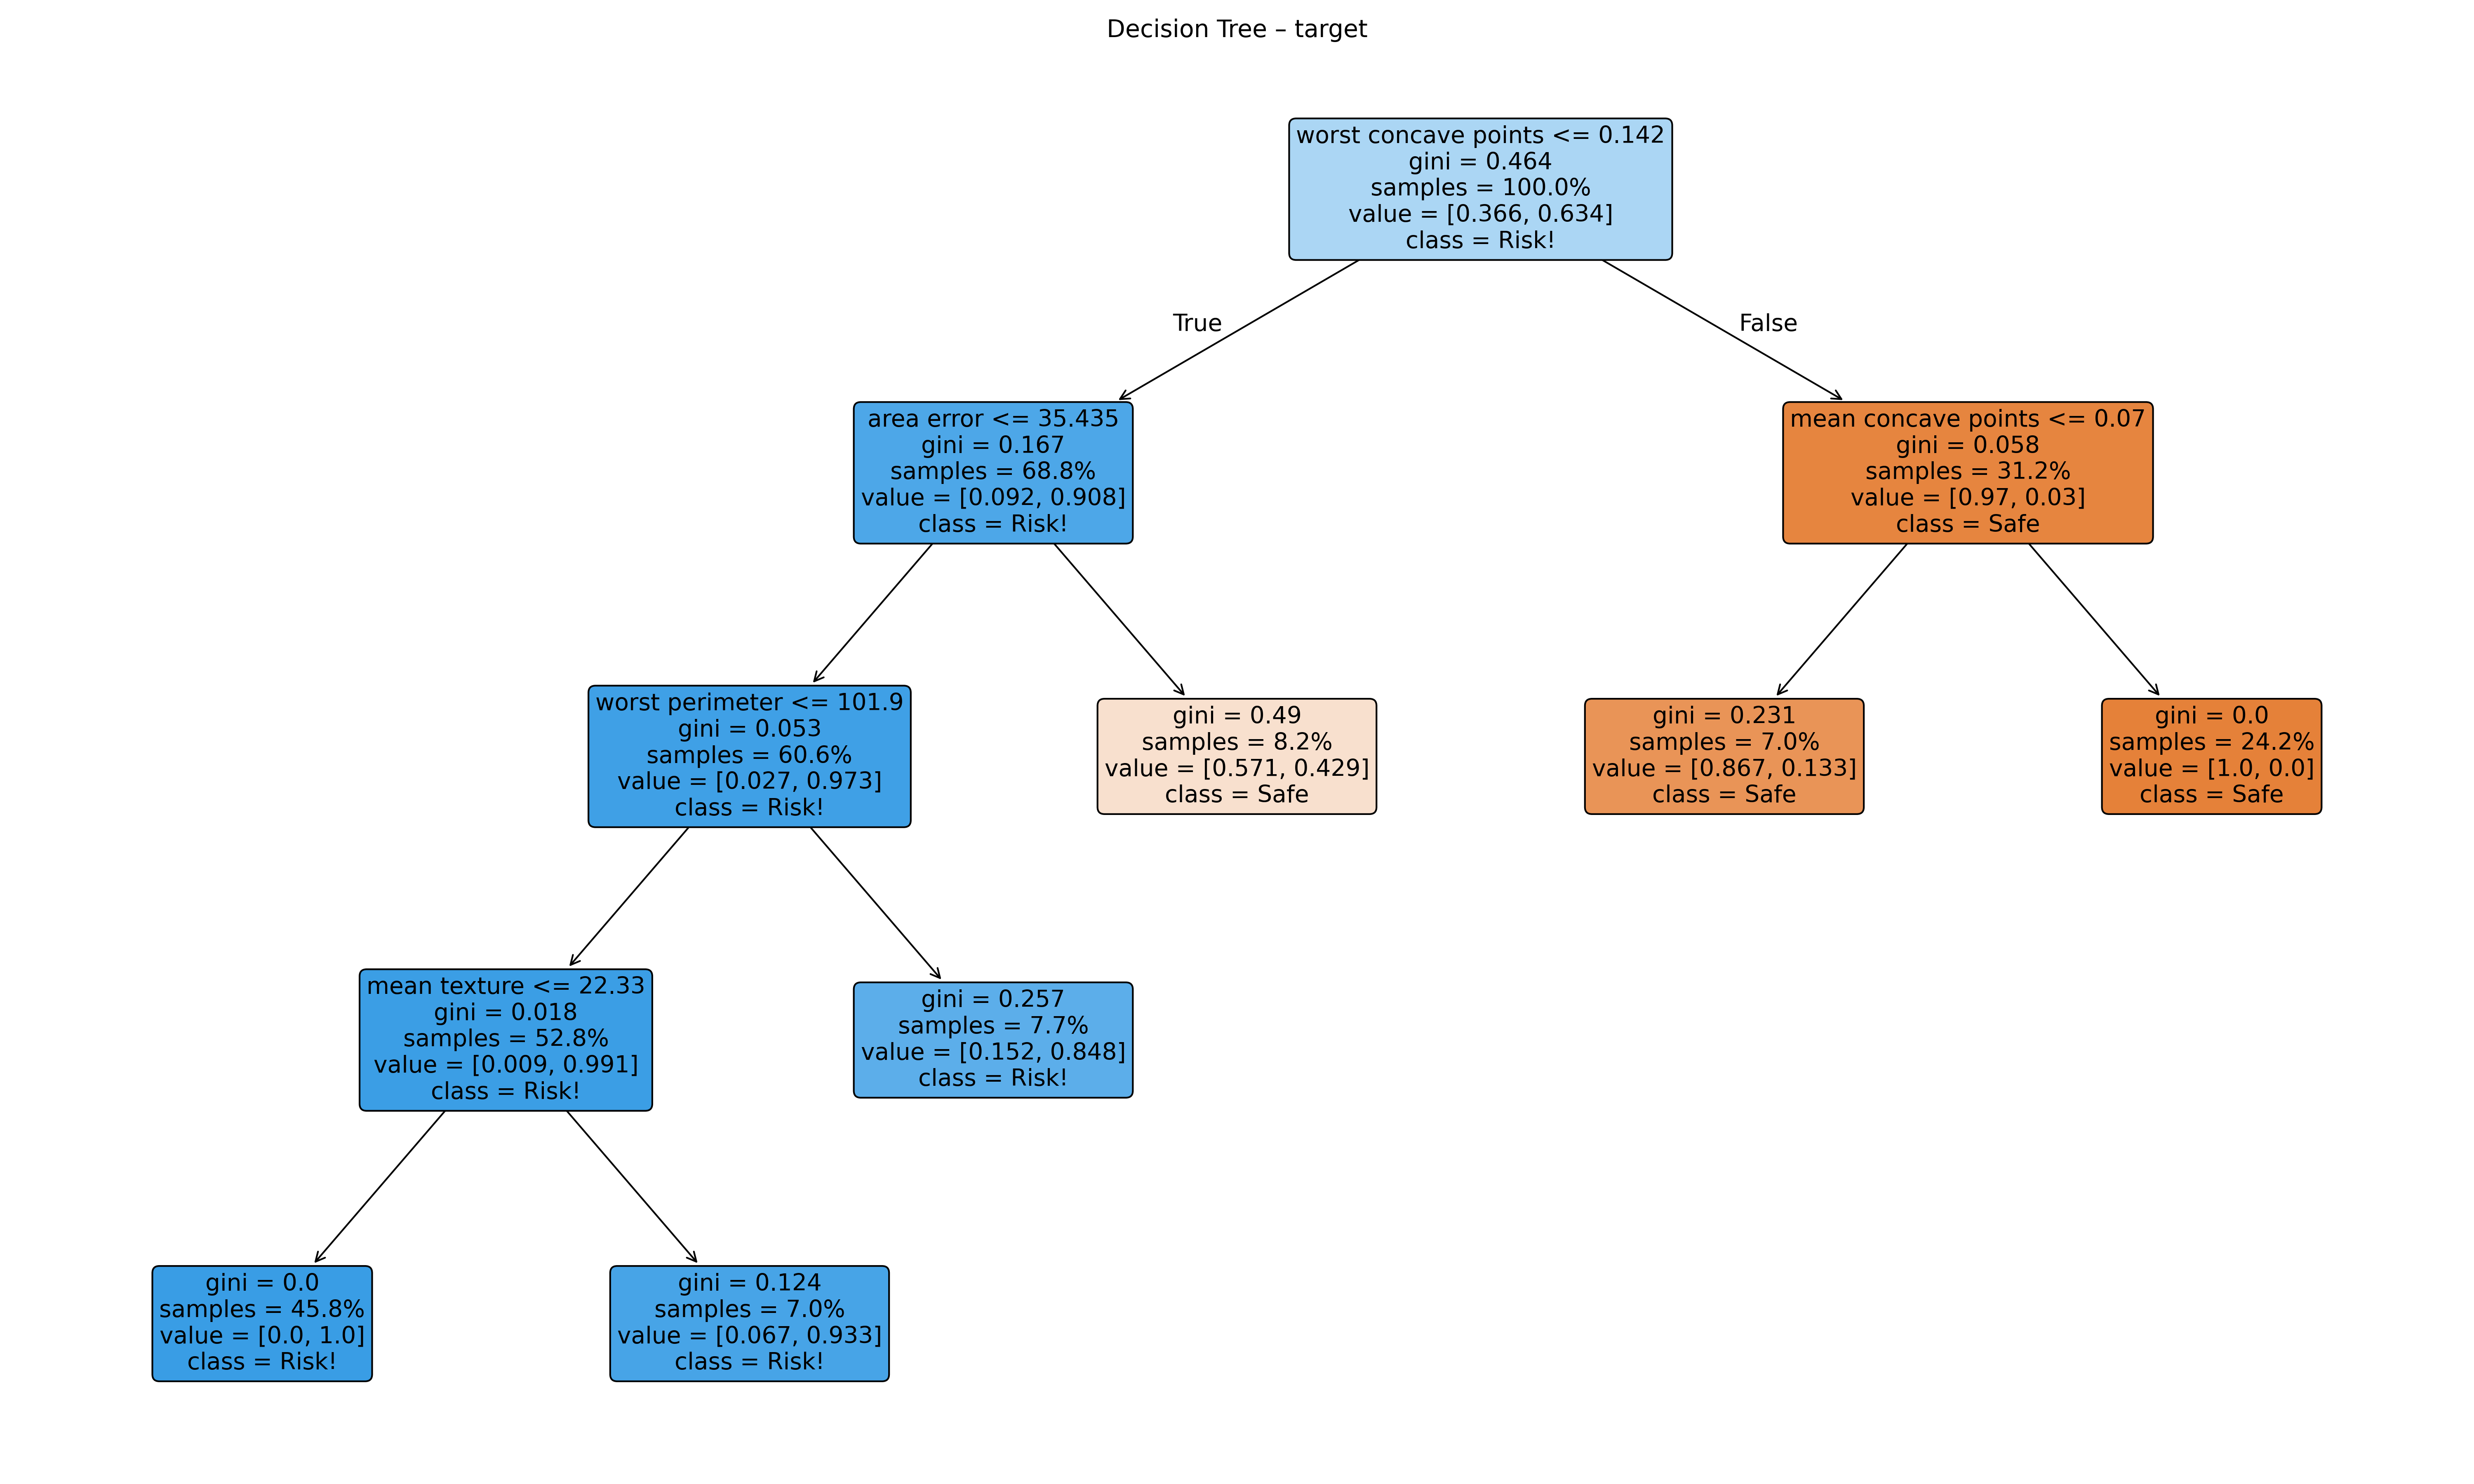 Decision Tree – target
worst concave points <= 0.142
gini = 0.464
samples = 100.0%
value = [0.366, 0.634]
class = Risk!
True
False
area error <= 35.435
gini = 0.167
samples = 68.8%
value = [0.092, 0.908]
class = Risk!
mean concave points <= 0.07
gini = 0.058
samples = 31.2%
value = [0.97, 0.03]
class = Safe
worst perimeter <= 101.9
gini = 0.053
samples = 60.6%
value = [0.027, 0.973]
class = Risk!
gini = 0.49
samples = 8.2%
value = [0.571, 0.429]
class = Safe
gini = 0.231
samples = 7.0%
value = [0.867, 0.133]
class = Safe
gini = 0.0
samples = 24.2%
value = [1.0, 0.0]
class = Safe
mean texture <= 22.33
gini = 0.018
samples = 52.8%
value = [0.009, 0.991]
class = Risk!
gini = 0.257
samples = 7.7%
value = [0.152, 0.848]
class = Risk!
gini = 0.0
samples = 45.8%
value = [0.0, 1.0]
class = Risk!
gini = 0.124
samples = 7.0%
value = [0.067, 0.933]
class = Risk!